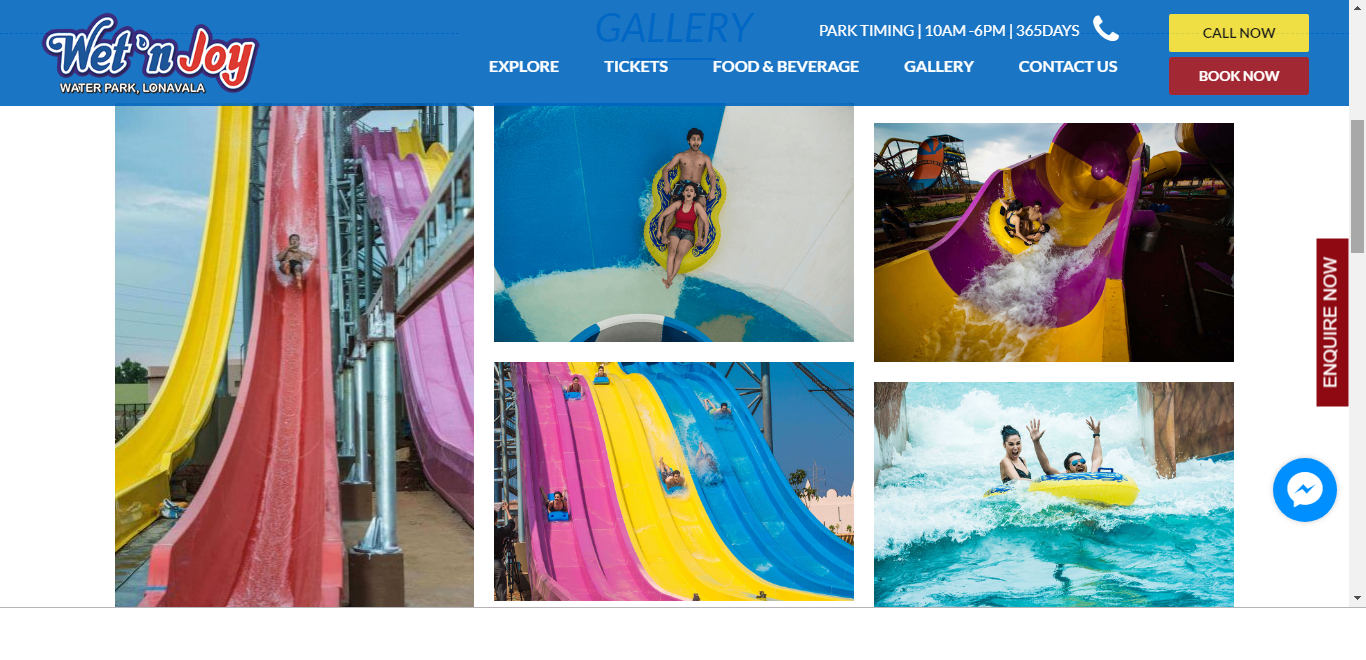 GALLERY
PARK TIMING | 10AM -6PM | 365DAYS
CALL NOW
Wet 'n Joy
WATER PARK, LONAVALA
EXPLORE
TICKETS
FOOD & BEVERAGE
GALLERY
CONTACT US
BOOK NOW
ENQUIRE NOW